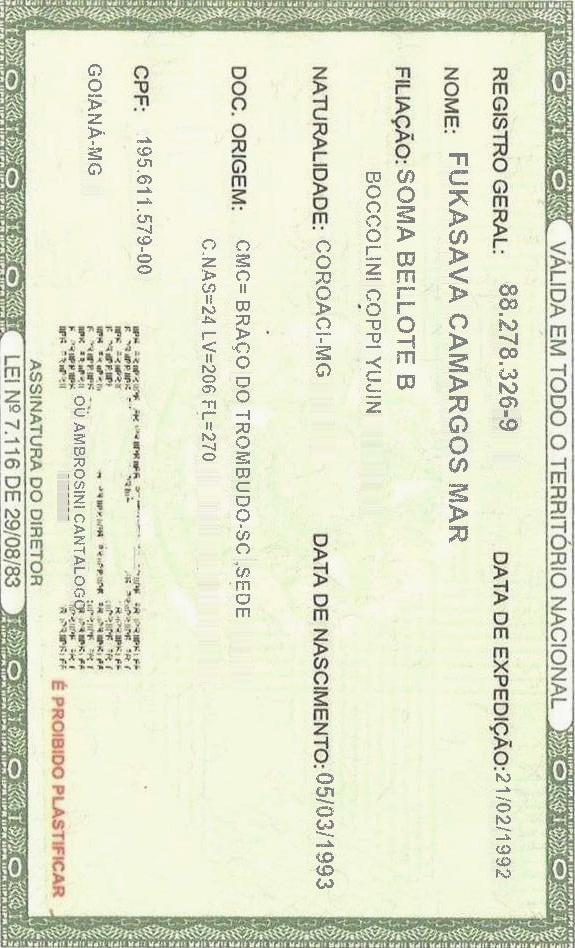 VÁLIDA EM TODO O TERRITÓRIO NACIONAL
REGISTRO GERAL: 88.278.326-9 DATA DE EXPEDIÇÃO: 21/02/1992
NOME: FUKASAVA CAMARGOS MAR
FILIAÇÃO: SOMA BELLOTE B
BOCCOLINI COPPI YUJIN
NATURALIDADE: COROACI-MG DATA DE NASCIMENTO: 05/03/1993
DOC. ORIGEM: CMC= BRAÇO DO TROMBUDO-SC ,SEDE
C.NAS=24 LV=206 FL=270
CPF: 195.611.579-00
GOIANÁ-MG
OU AMBROSINI CANTALOGO
ASSINATURA DO DIRETOR
É PROIBIDO PLASTIFICAR
LEI Nº 7.116 DE 29/08/83